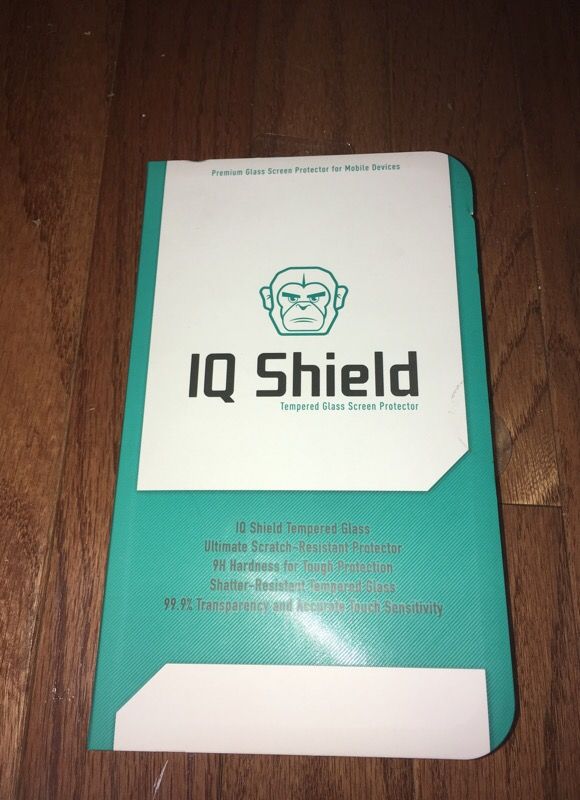 Premium Glass Screen Protector for Mobile Devices
IQ Shield
Tempered Glass Screen Protector
IQ Shield Tempered Glass
Ultimate Scratch-Resistant Protector
9H Hardness for Tough Protection
Shatter-Resistant Tempered Glass
99.9% Transparency and Accurate Touch Sensitivity